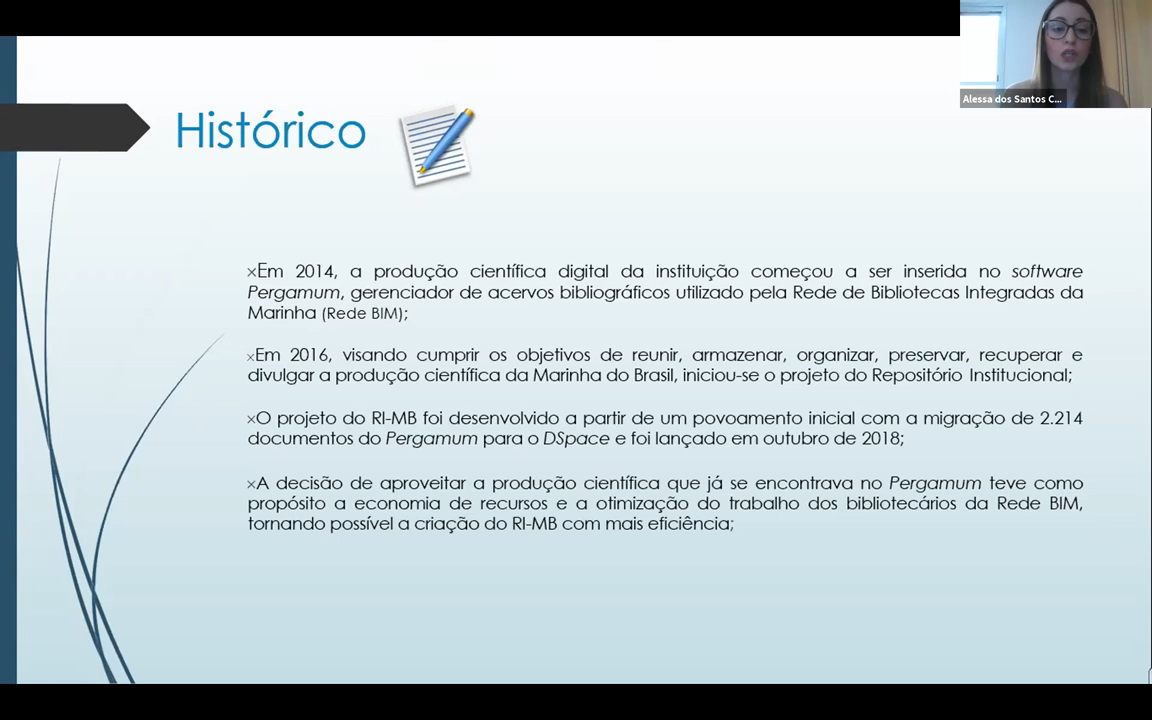 Alessa dos Santos C...
Histórico
×Em 2014, a produção científica digital da instituição começou a ser inserida no software
Pergamum, gerenciador de acervos bibliográficos utilizado pela Rede de Bibliotecas Integradas da
Marinha (Rede BIM);
×Em 2016, visando cumprir os objetivos de reunir, armazenar, organizar, preservar, recuperar e
divulgar a produção científica da Marinha do Brasil, iniciou-se o projeto do Repositório Institucional;
×O projeto do RI-MB foi desenvolvido a partir de um povoamento inicial com a migração de 2.214
documentos do Pergamum para o DSpace e foi lançado em outubro de 2018;
×A decisão de aproveitar a produção científica que já se encontrava no Pergamum teve como
propósito a economia de recursos e a otimização do trabalho dos bibliotecários da Rede BIM,
tornando possível a criação do RI-MB com mais eficiência;